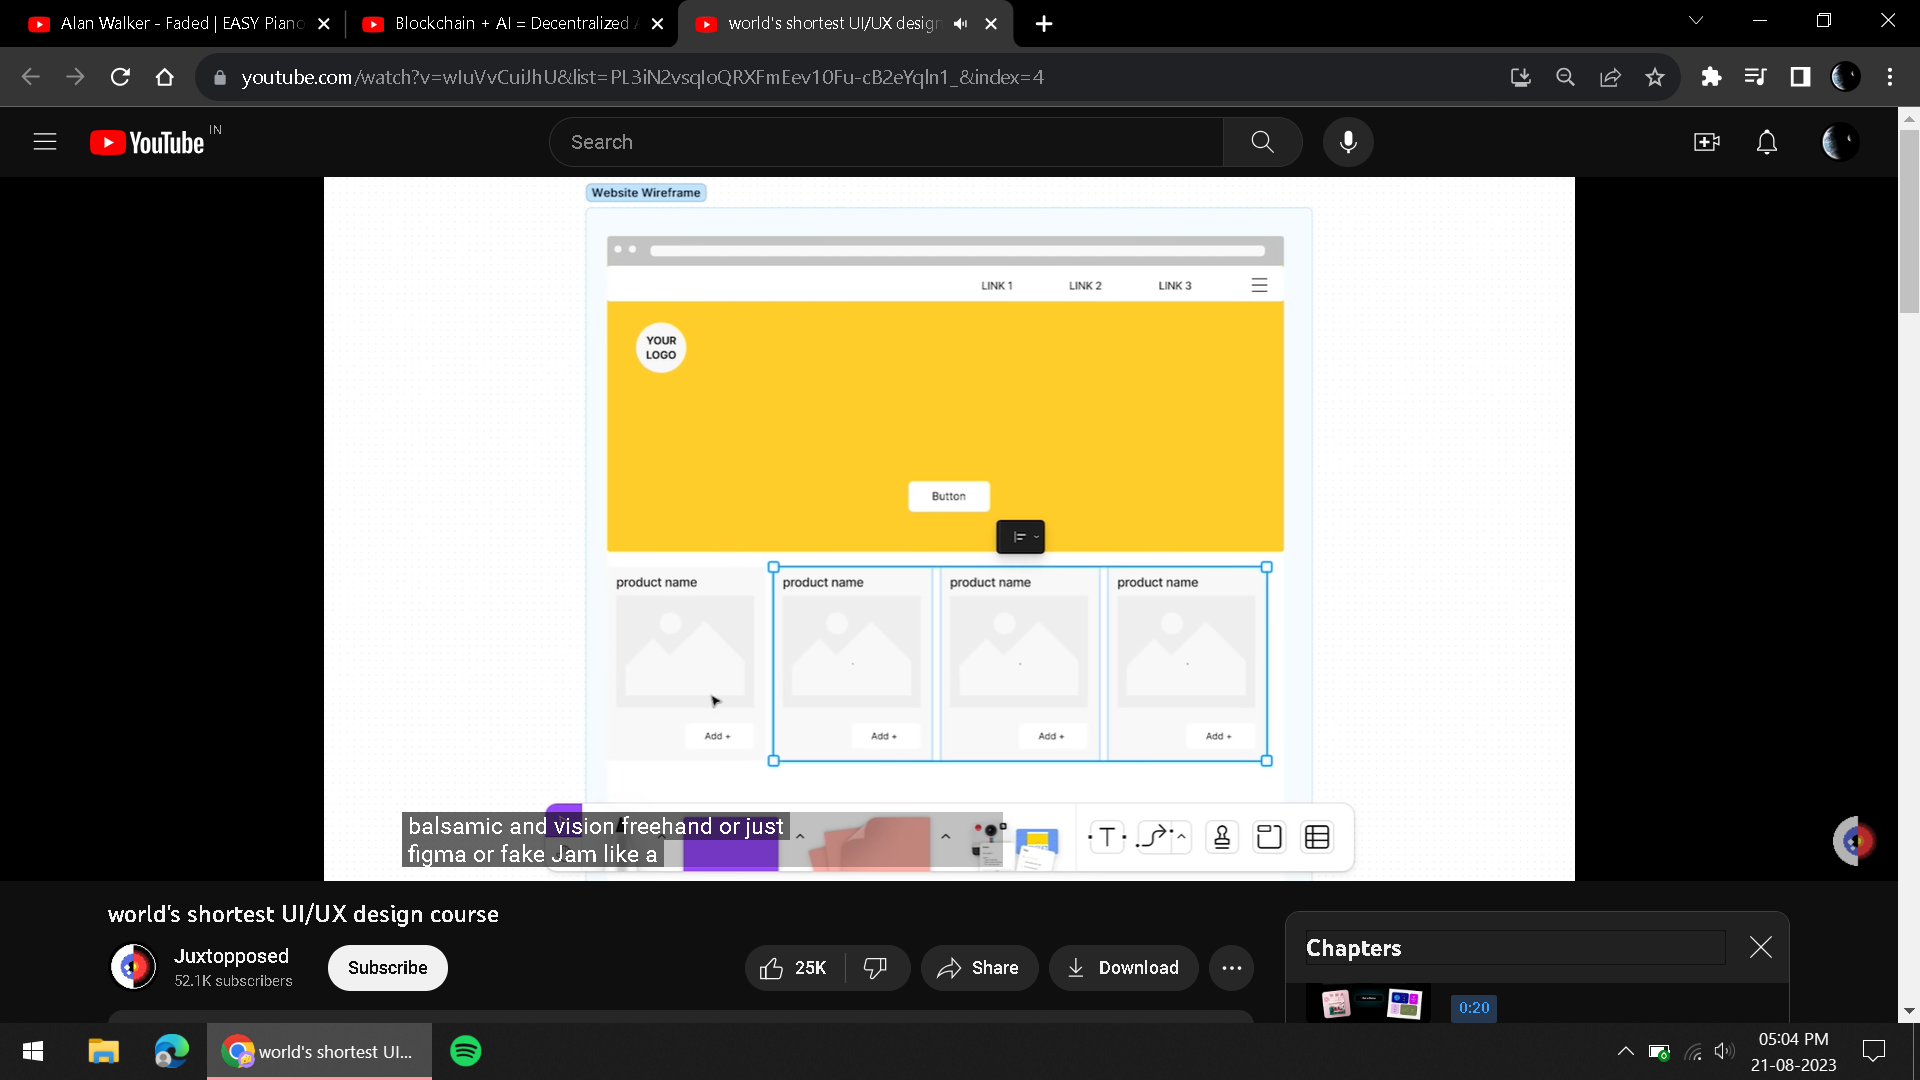 Alan Walker - Faded | EASY Piano
Blockchain + AI = Decentralized
world's shortest UI/UX design
youtube.com/watch?v=wIuVvCuiJhU&list=PL3iN2vsqIoQRXFmEev10Fu-cB2eYqln1_&index=4
YouTube IN
Search
Website Wireframe
LINK 1 LINK 2 LINK 3
YOUR
LOGO
Button
product name product name product name product name
Add + Add + Add + Add +
balsamic and vision freehand or just
figma or fake Jam like a
T
world's shortest UI/UX design course
Juxtopposed
52.1K subscribers
Subscribe
25K
Share
Download
Chapters
0:20
world's shortest UI...
05:04 PM
21-08-2023